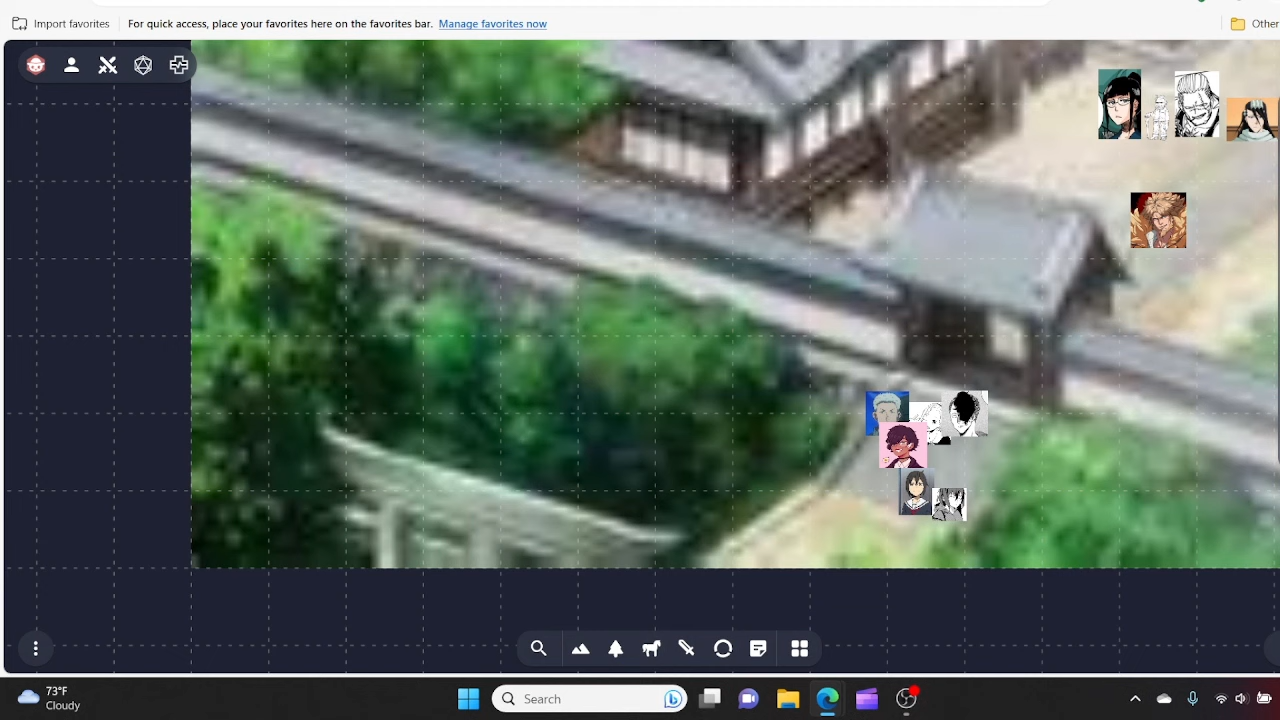 Import favorites
For quick access, place your favorites here on the favorites bar.
Manage favorites now
Other
73°F
Cloudy
Search